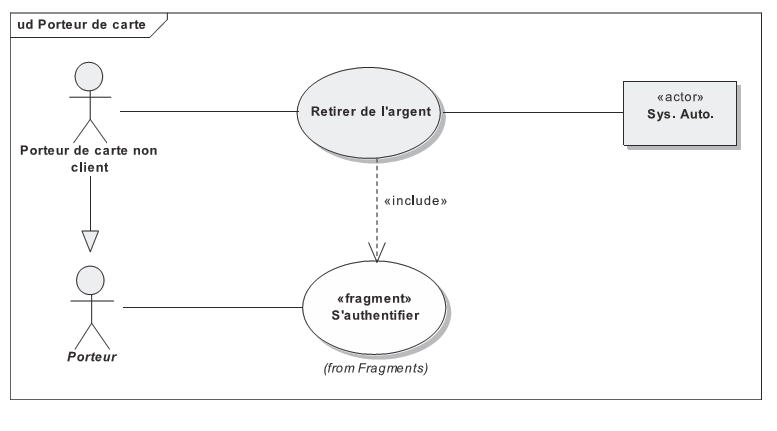 ud Porteur de carte
Retirer de l'argent
«actor»
Sys. Auto.
Porteur de carte non
client
«include»
«fragment»
S'authentifier
Porteur
(from Fragments)